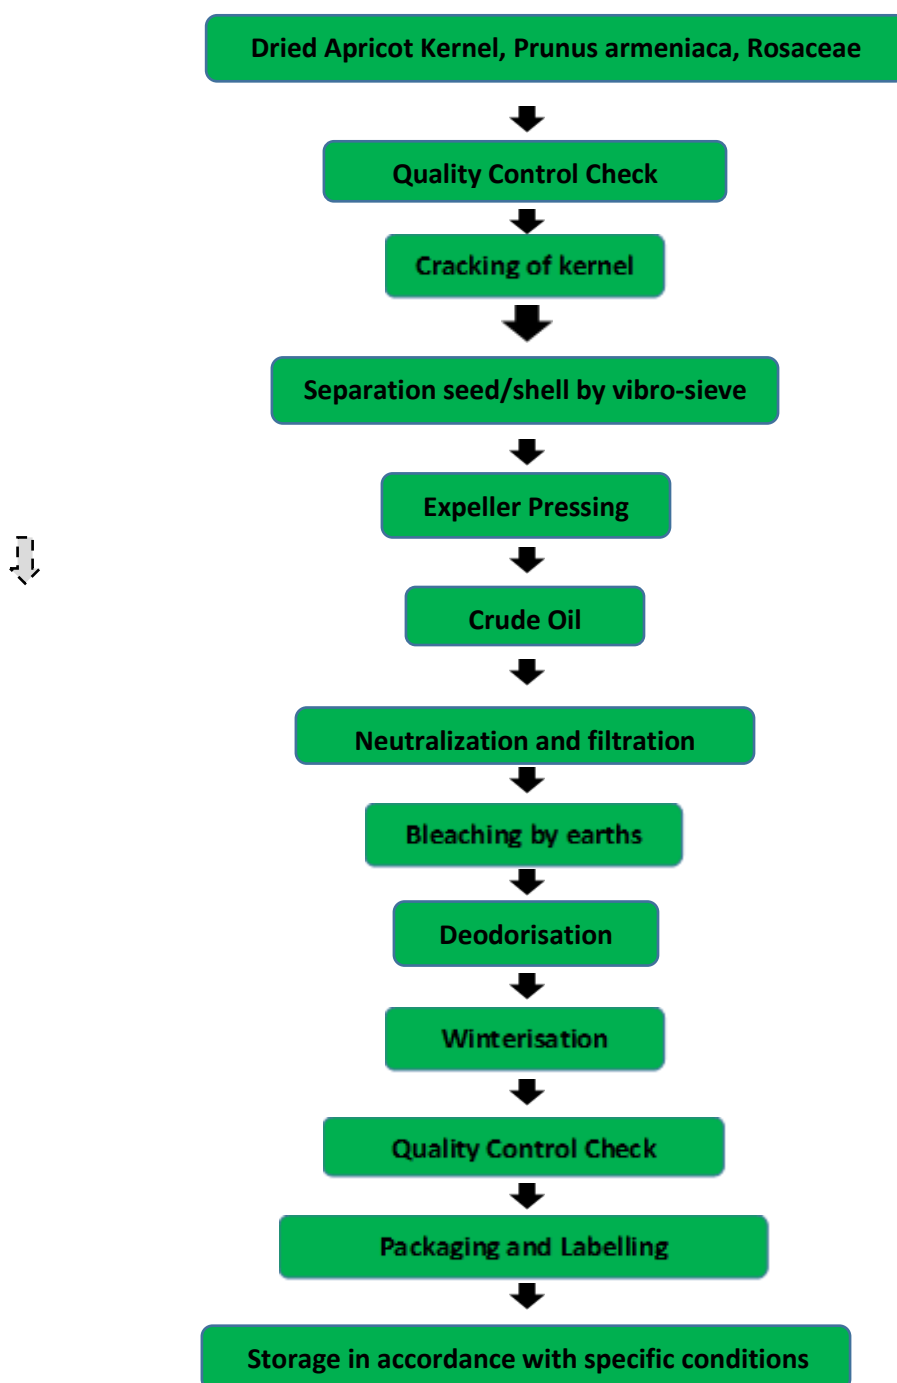 Dried Apricot Kernel, Prunus armeniaca, Rosaceae
Quality Control Check
Cracking of kernel
Separation seed/shell by vibro-sieve
Expeller Pressing
Crude Oil
Neutralization and filtration
Bleaching by earths
Deodorisation
Winterisation
Quality Control Check
Packaging and Labelling
Storage in accordance with specific conditions